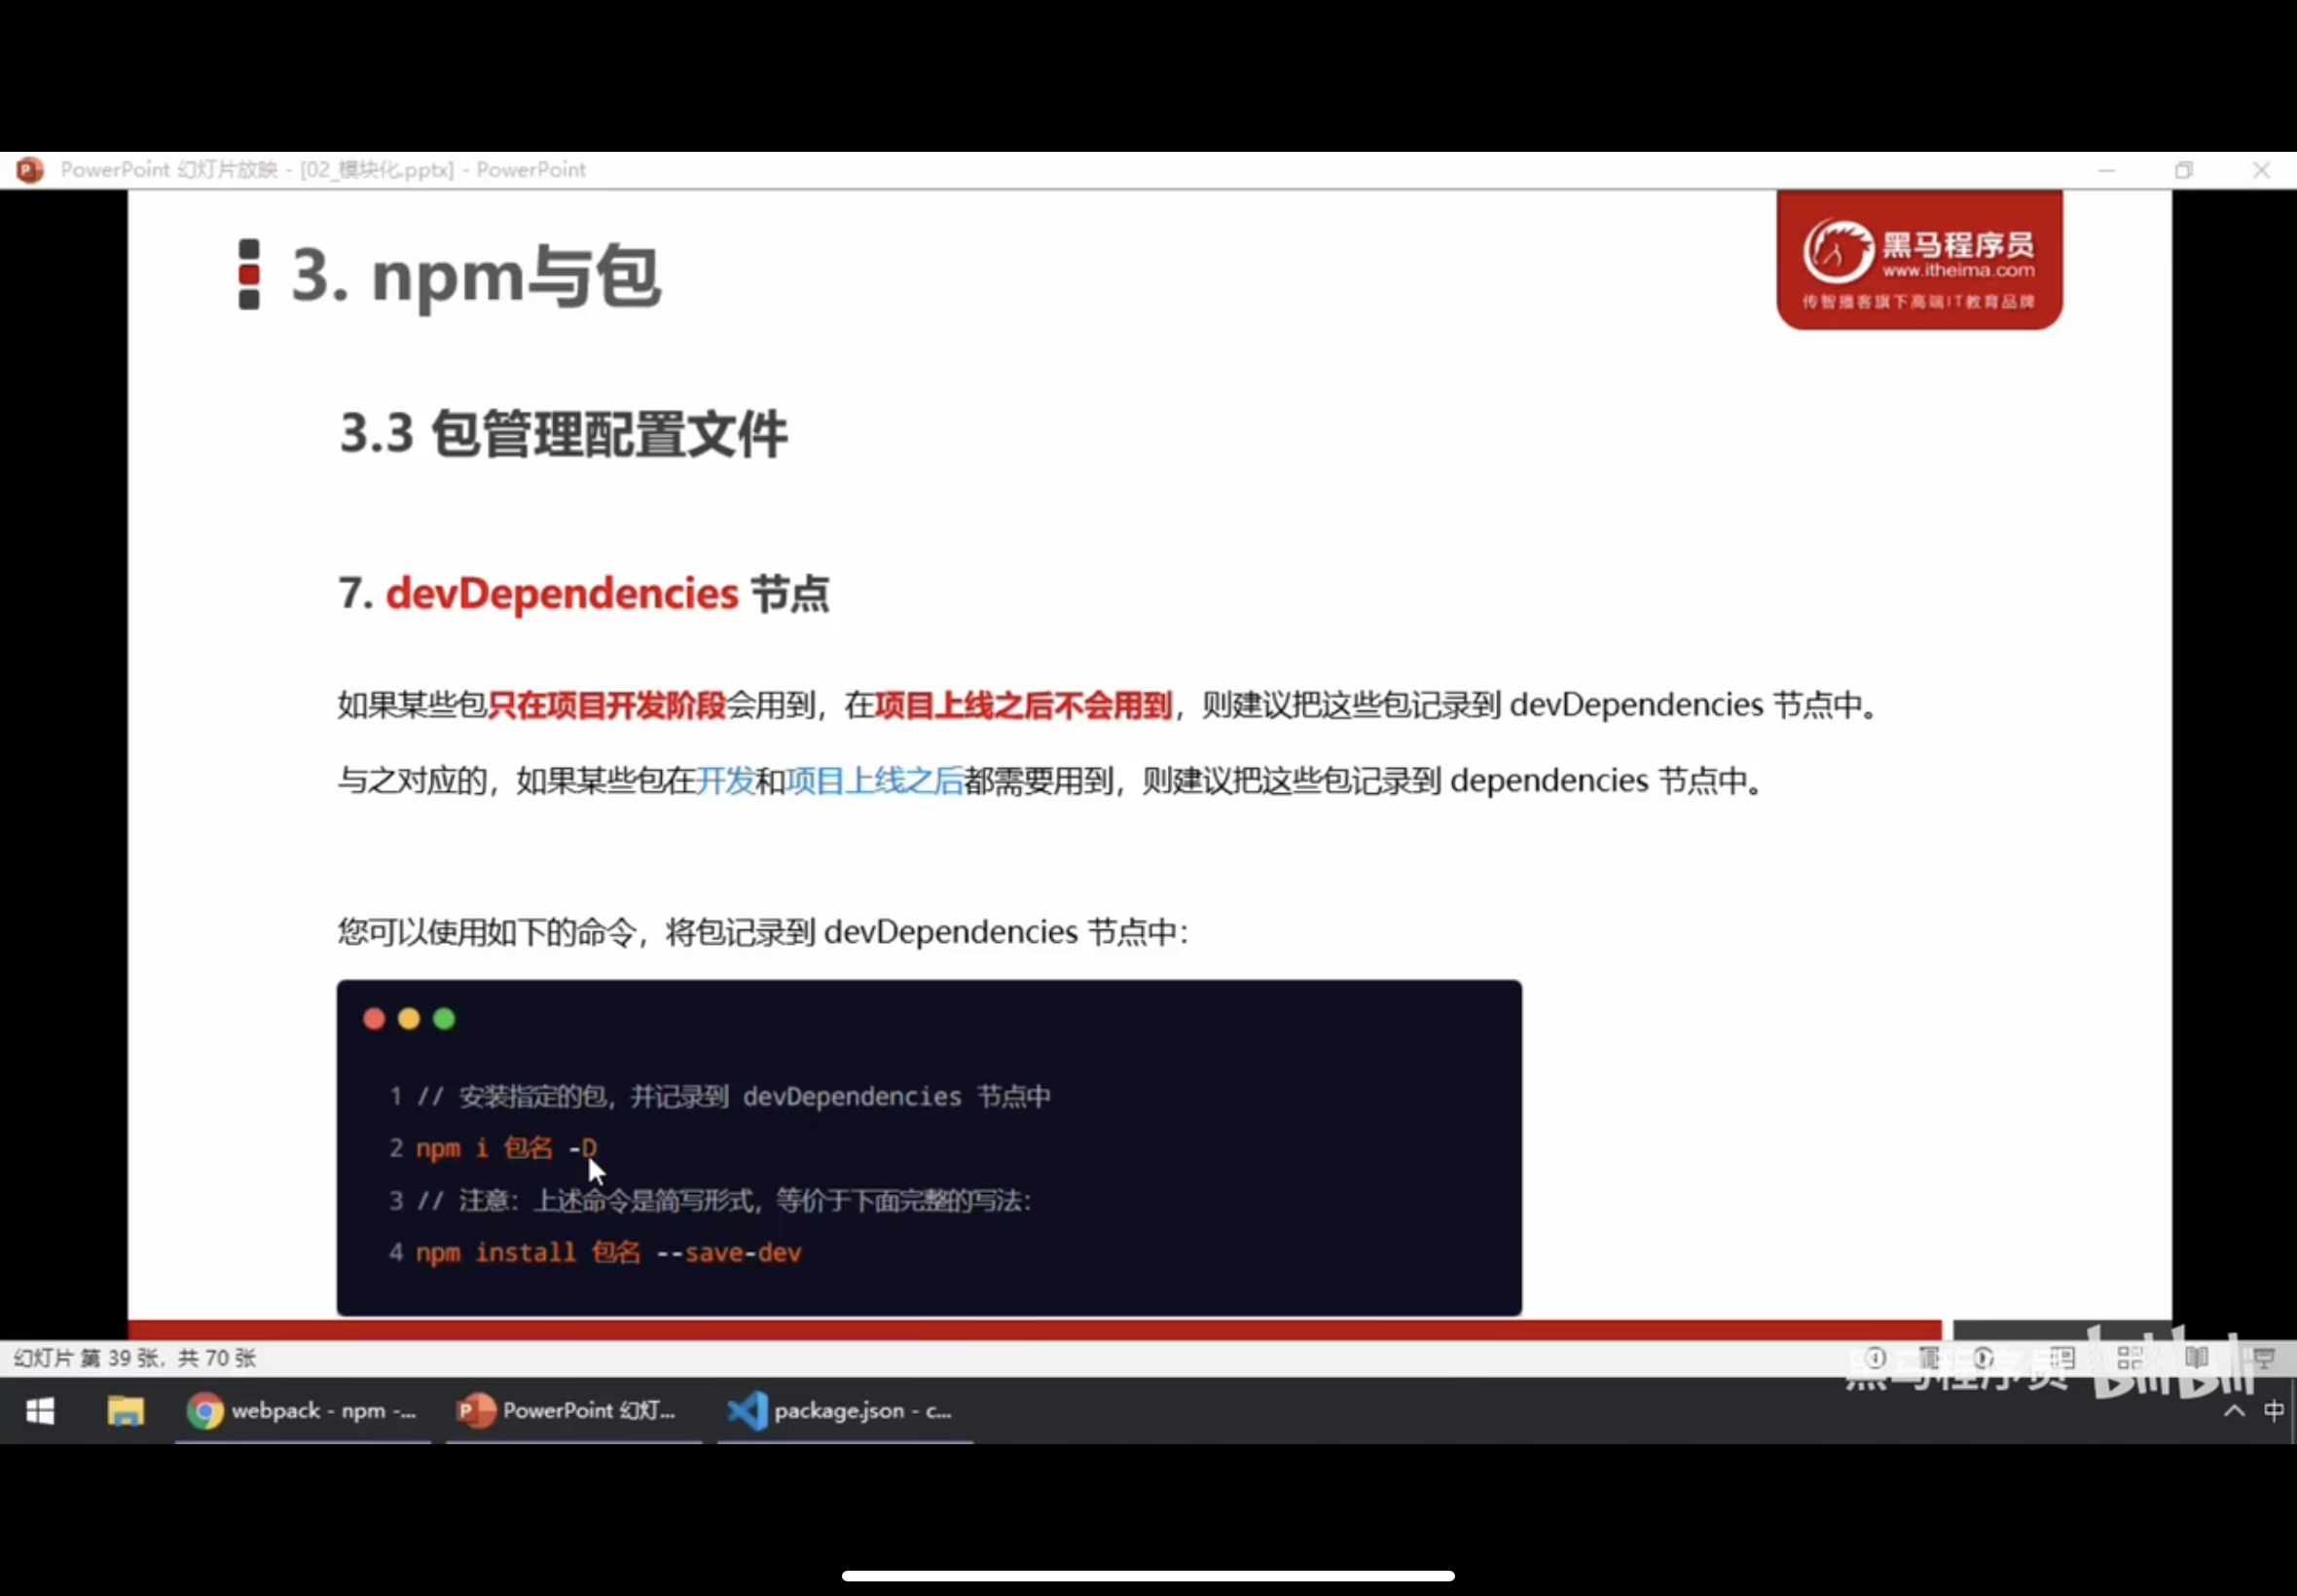 PowerPoint 幻灯片放映 - [02_模块化.pptx] - PowerPoint
3. npm与包
黑马程序员
www.itheima.com
传智播客旗下高端IT教育品牌
3.3 包管理配置文件
7. devDependencies 节点
如果某些包只在项目开发阶段会用到，在项目上线之后不会用到，则建议把这些包记录到 devDependencies 节点中。
与之对应的，如果某些包在开发和项目上线之后都需要用到，则建议把这些包记录到 dependencies 节点中。
您可以使用如下的命令，将包记录到 devDependencies 节点中：
1 // 安装指定的包，并记录到 devDependencies 节点中
2 npm i 包名 -D
3 // 注意：上述命令是简写形式，等价于下面完整的写法：
4 npm install 包名 --save-dev
幻灯片 第 39 张，共 70 张
黑马程序员 bilibili
webpack - npm -...
PowerPoint 幻灯...
package.json - c...
中